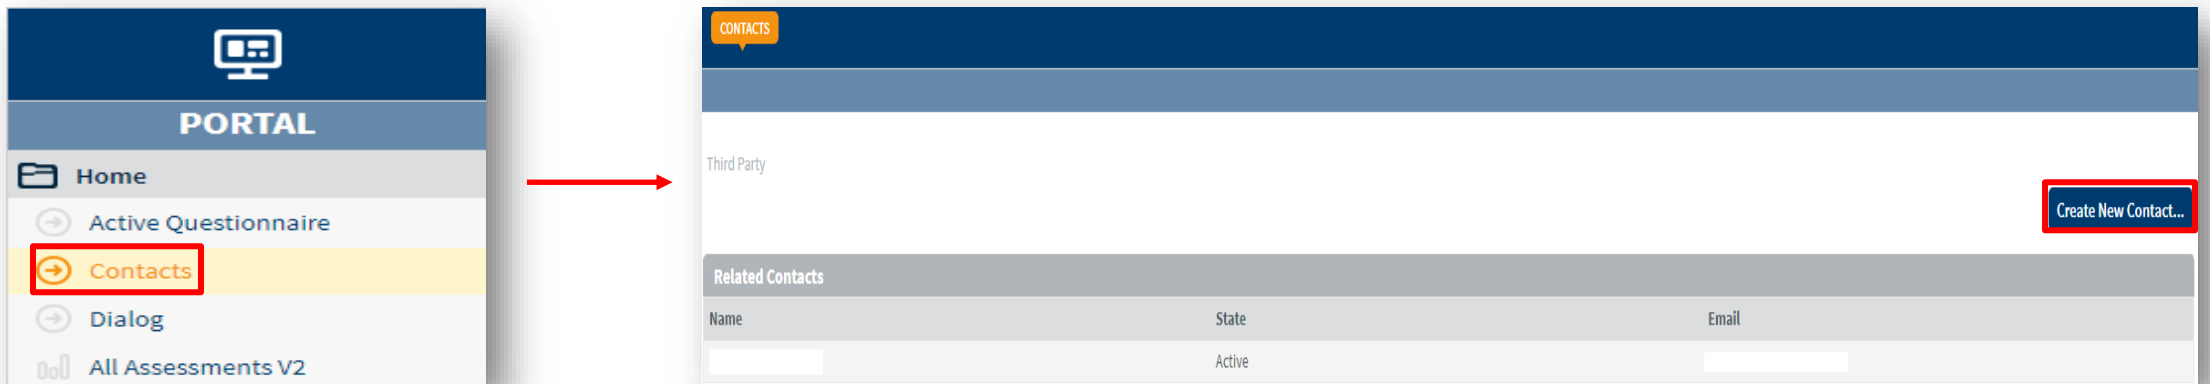 PORTAL
Home
Active Questionnaire
Contacts
Dialog
All Assessments V2
CONTACTS
Third Party
Create New Contact...
Related Contacts
Name State Email
Active